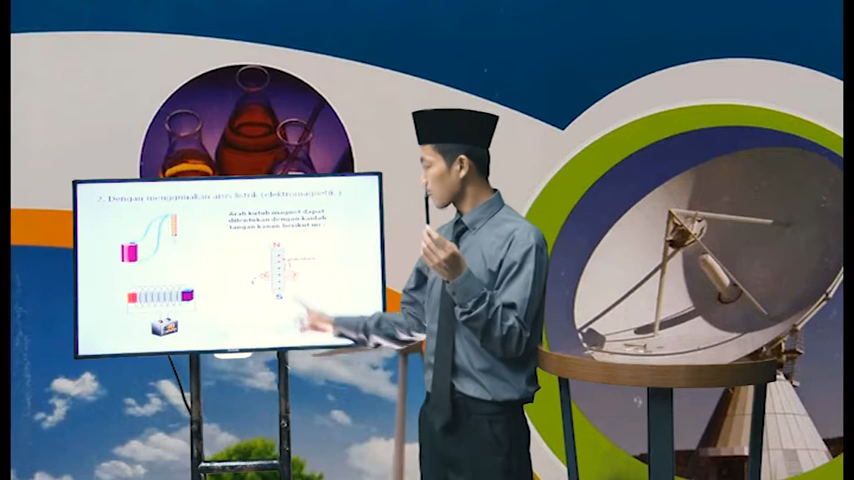 2. Dengan menggunakan arus listrik (elektromagnetik )
Arah kutub magnet dapat
ditentukan dengan kaidah
tangan kanan berikut ini :
N
S